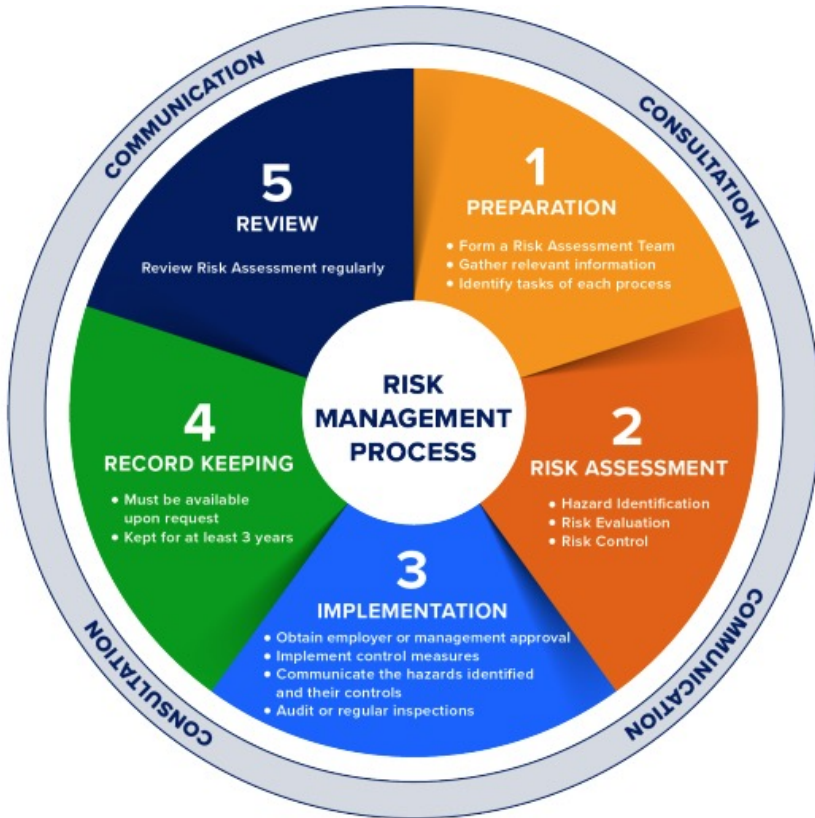 COMMUNICATION
CONSULTATION
1
PREPARATION
• Form a Risk Assessment Team
• Gather relevant information
• Identify tasks of each process
2
RISK ASSESSMENT
• Hazard Identification
• Risk Evaluation
• Risk Control
3
IMPLEMENTATION
• Obtain employer or management approval
• Implement control measures
• Communicate the hazards identified
and their controls
• Audit or regular inspections
4
RECORD KEEPING
• Must be available
upon request
• Kept for at least 3 years
5
REVIEW
Review Risk Assessment regularly
RISK
MANAGEMENT
PROCESS
COMMUNICATION
CONSULTATION